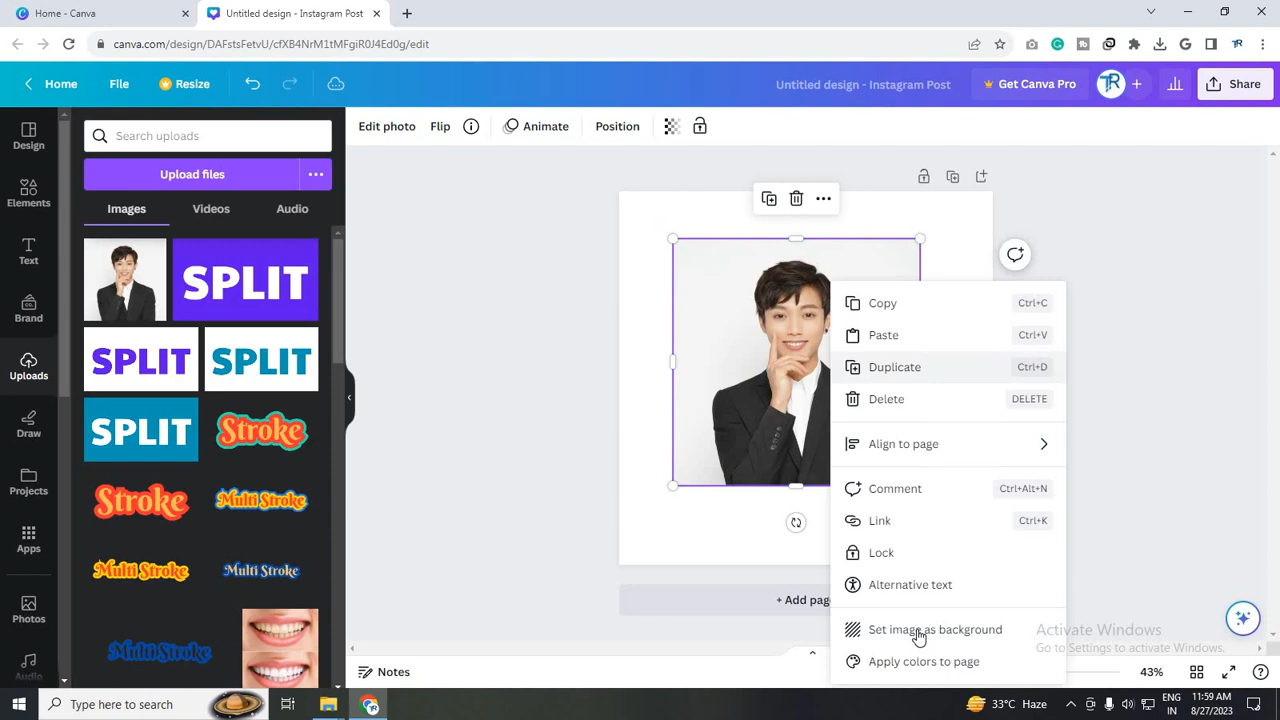 Home - Canva
Untitled design - Instagram Post
canva.com/design/DAFstsFetvU/cfXB4NrM1tMFgiR0J4Ed0g/edit
Home
File
Resize
Untitled design - Instagram Post
Get Canva Pro
TR
Share
Search uploads
Edit photo
Flip
Animate
Position
Design
Upload files
Elements
Images
Videos
Audio
Text
SPLIT
Brand
Uploads
SPLIT
SPLIT
Draw
SPLIT
Stroke
Projects
Stroke
Multi Stroke
Apps
Multi Stroke
Multi Stroke
Photos
Multi Stroke
Audio
Copy Ctrl+C
Paste Ctrl+V
Duplicate Ctrl+D
Delete DELETE
Align to page
Comment Ctrl+Alt+N
Link Ctrl+K
Lock
Alternative text
Set image as background
Apply colors to page
+ Add page
Activate Windows
Go to Settings to activate Windows.
Notes
43%
Type here to search
33°C Haze
ENG
IN
11:59 AM
8/27/2023